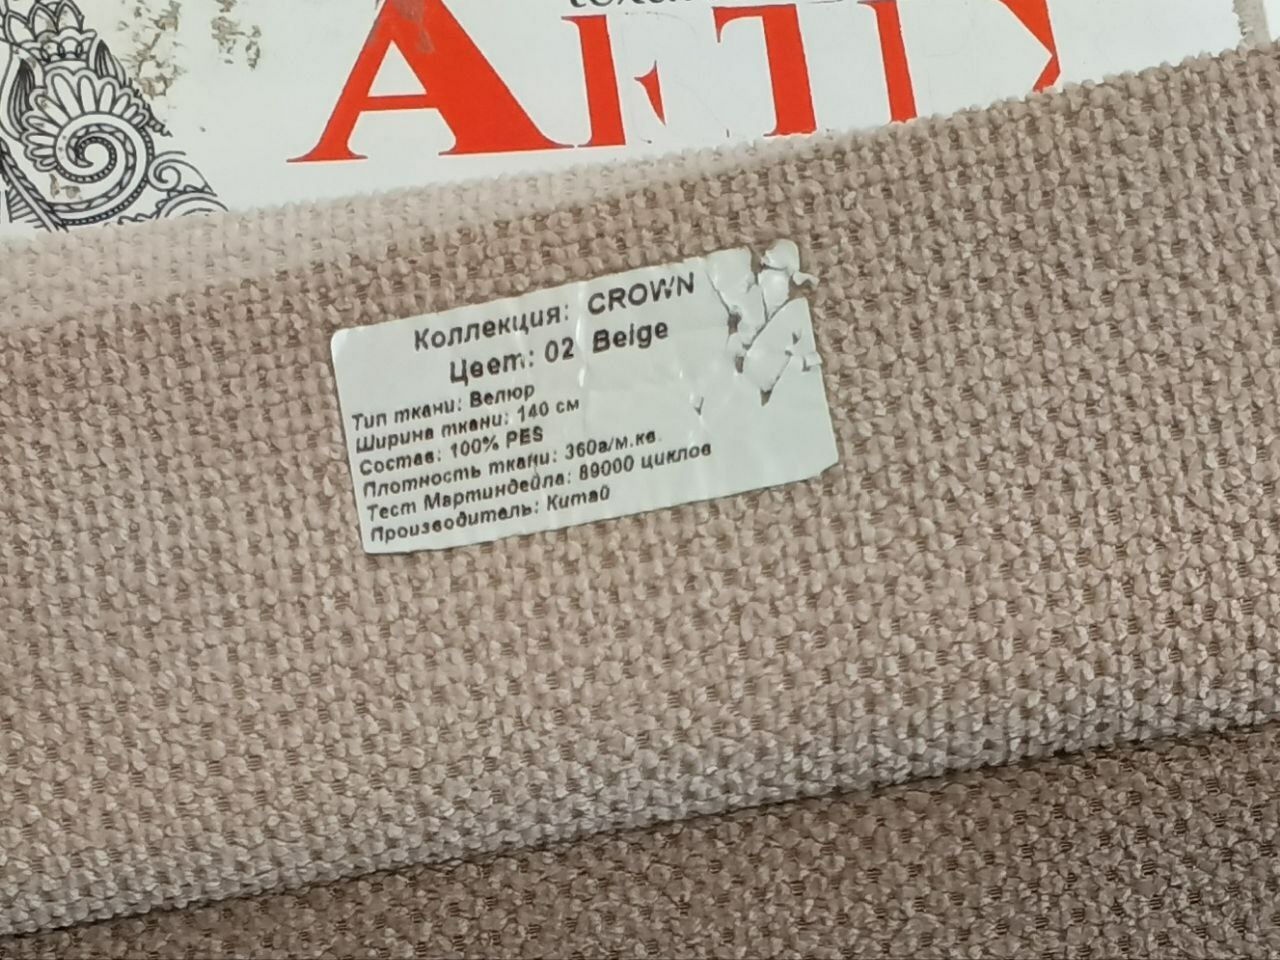 Коллекция: CROWN
Цвет: 02 Beige
Тип ткани: Велюр
Ширина ткани: 140 см
Состав: 100% PES
Плотность ткани: 360г/м.кв.
Тест Мартиндейла: 89000 циклов
Производитель: Китай